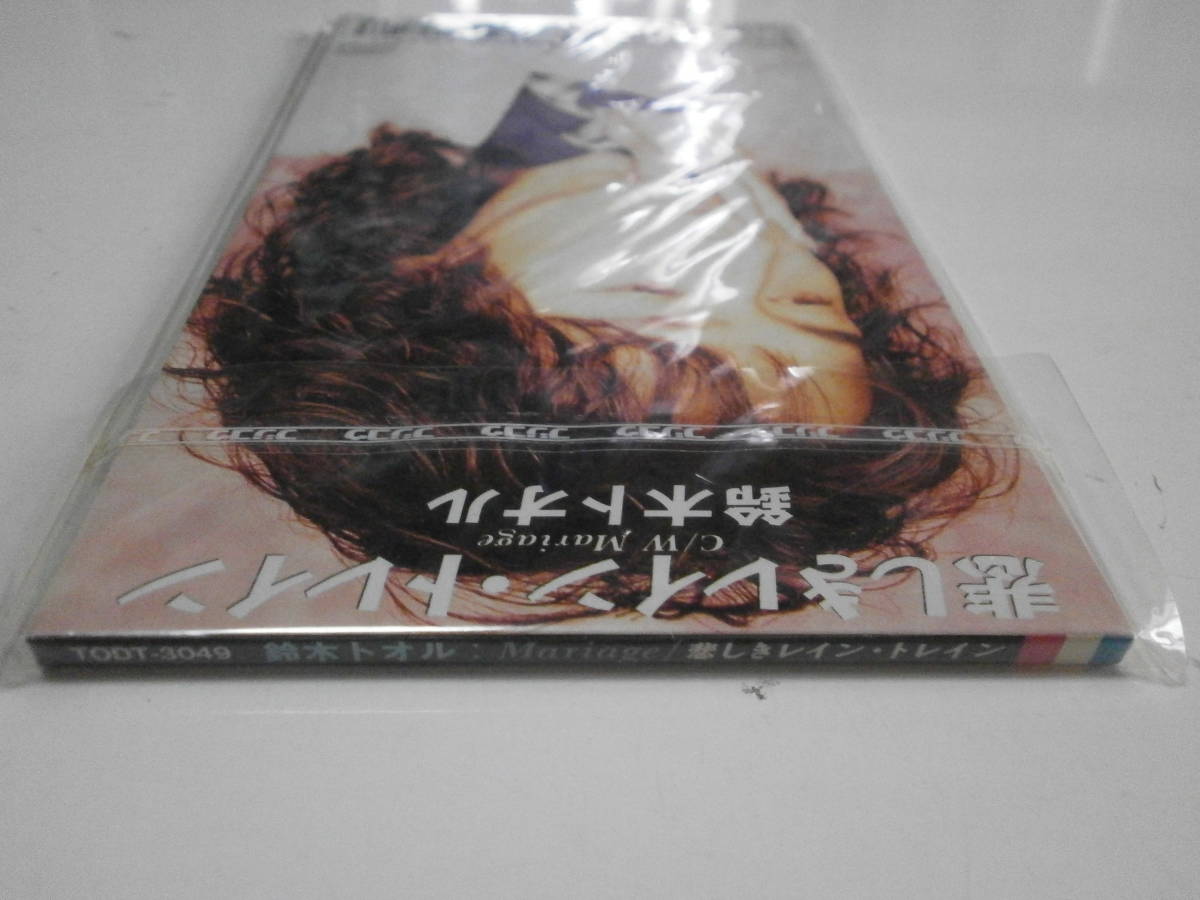 悲しきレイン・トレイン
C/W Mariage
鈴木トオル
TODT-3049 鈴木トオル: Mariage/悲しきレイン・トレイン